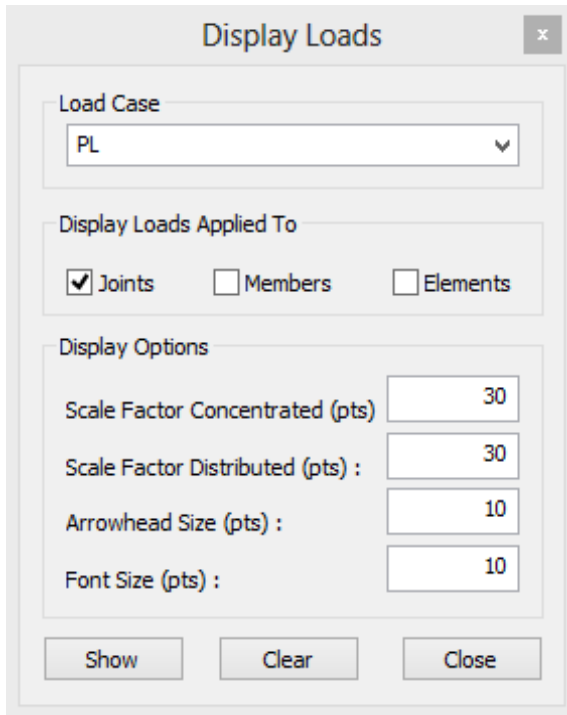 Display Loads
x
Load Case
PL
Display Loads Applied To
Joints Members Elements
Display Options
Scale Factor Concentrated (pts) 30
Scale Factor Distributed (pts) : 30
Arrowhead Size (pts) : 10
Font Size (pts) : 10
Show Clear Close